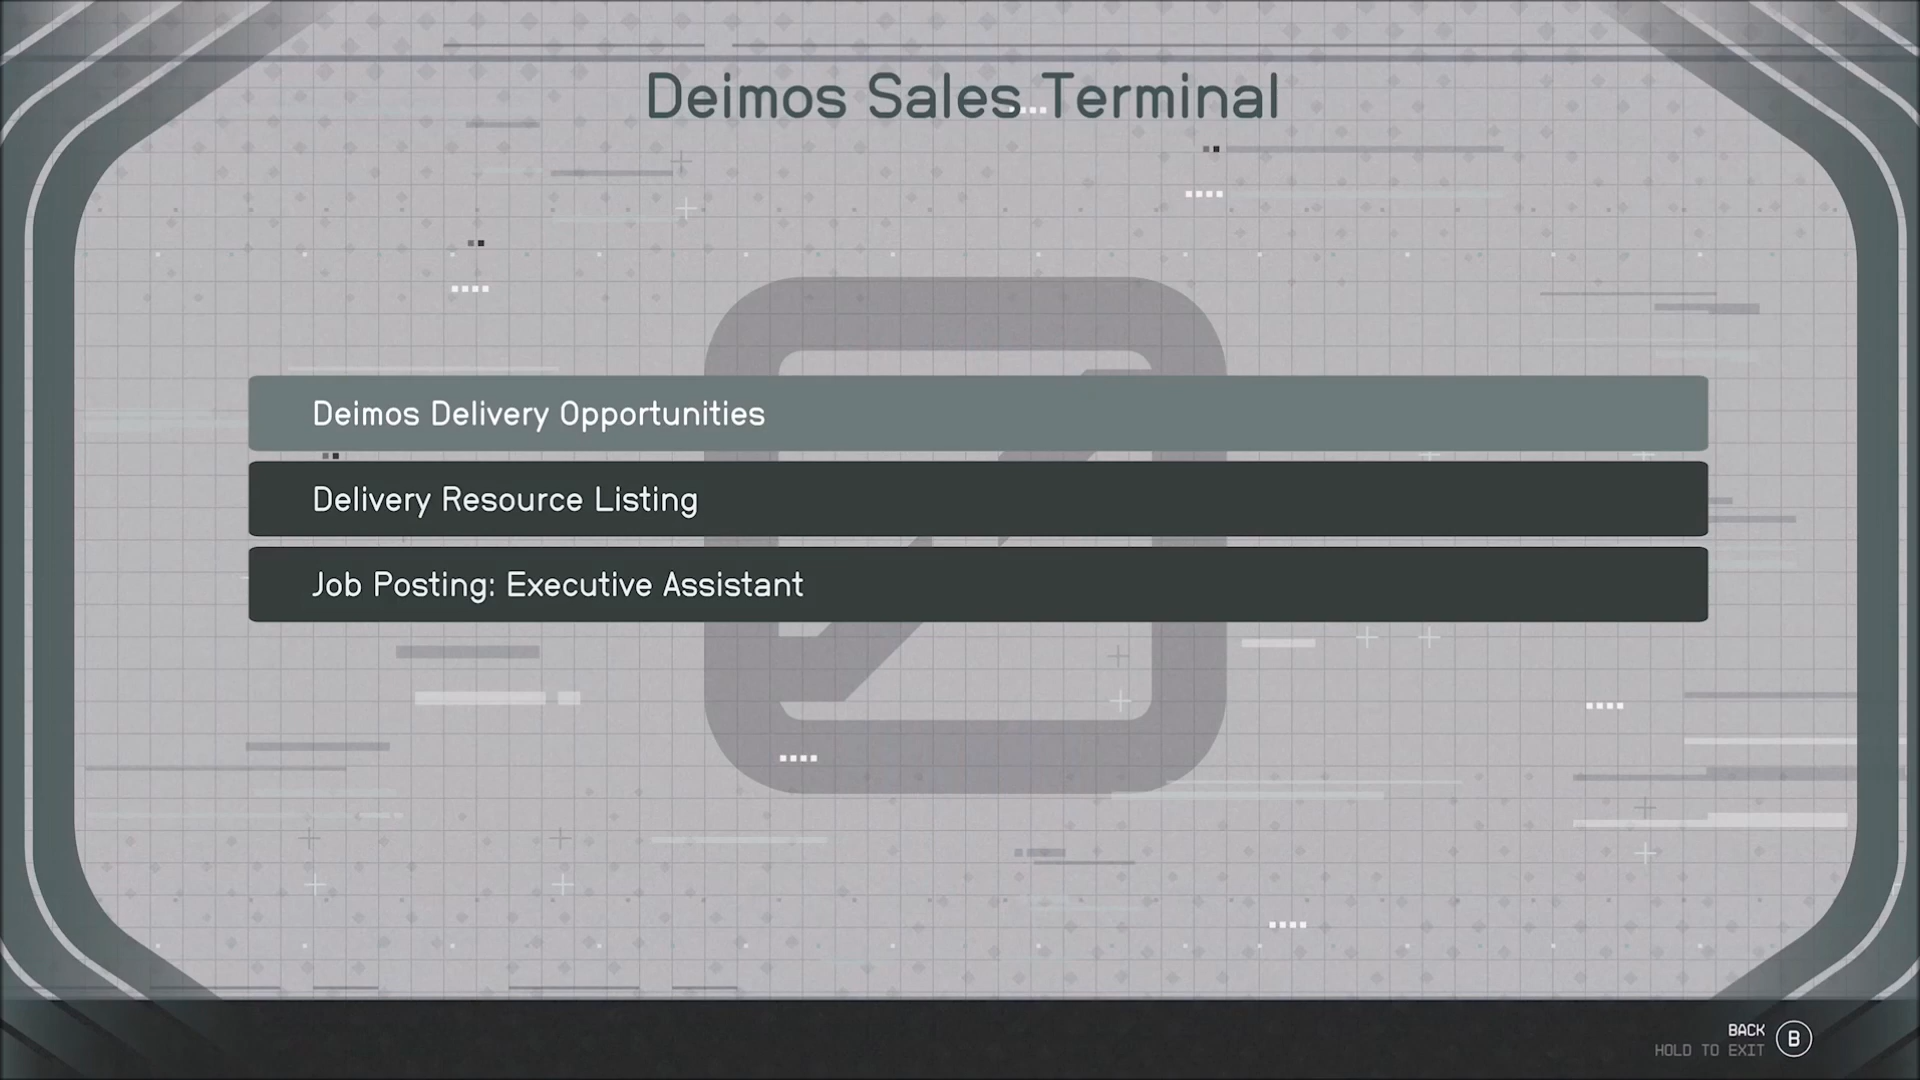 Deimos Sales Terminal
Deimos Delivery Opportunities
Delivery Resource Listing
Job Posting: Executive Assistant
BACK
HOLD TO EXIT
B